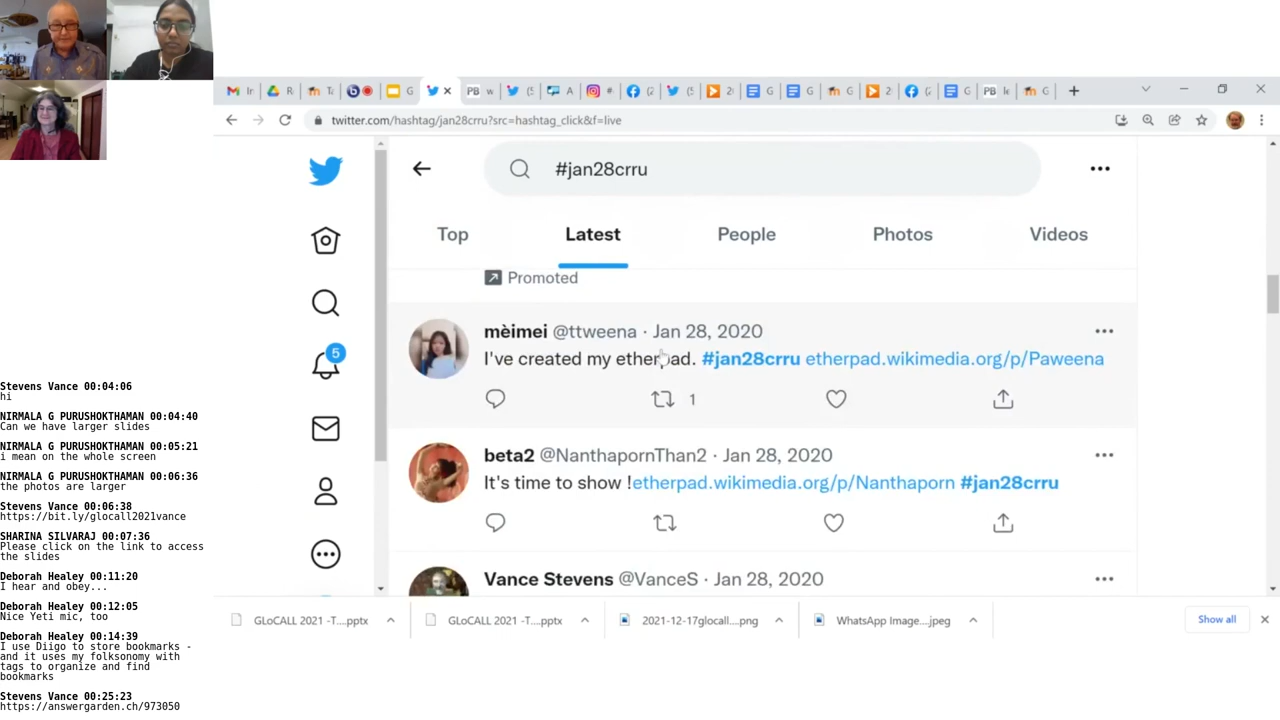 twitter.com/hashtag/jan28crru?src=hashtag_click&f=live
#jan28crru
Top Latest People Photos Videos
Promoted
5
mèimei @ttweena · Jan 28, 2020
I've created my etherpad. #jan28crru etherpad.wikimedia.org/p/Paweena
1
beta2 @NanthapornThan2 · Jan 28, 2020
It's time to show !etherpad.wikimedia.org/p/Nanthaporn #jan28crru
Vance Stevens @VanceS · Jan 28, 2020
GLoCALL 2021 -T....pptx GLoCALL 2021 -T....pptx 2021-12-17glocall....png WhatsApp Image....jpeg Show all
Stevens Vance 00:04:06
hi
NIRMALA G PURUSHOKTHAMAN 00:04:40
Can we have larger slides
NIRMALA G PURUSHOKTHAMAN 00:05:21
i mean on the whole screen
NIRMALA G PURUSHOKTHAMAN 00:06:36
the photos are larger
Stevens Vance 00:06:38
https://bit.ly/glocall2021vance
SHARINA SILVARAJ 00:07:36
Please click on the link to access
the slides
Deborah Healey 00:11:20
I hear and obey...
Deborah Healey 00:12:05
Nice Yeti mic, too
Deborah Healey 00:14:39
I use Diigo to store bookmarks -
and it uses my folksonomy with
tags to organize and find
bookmarks
Stevens Vance 00:25:23
https://answergarden.ch/973050